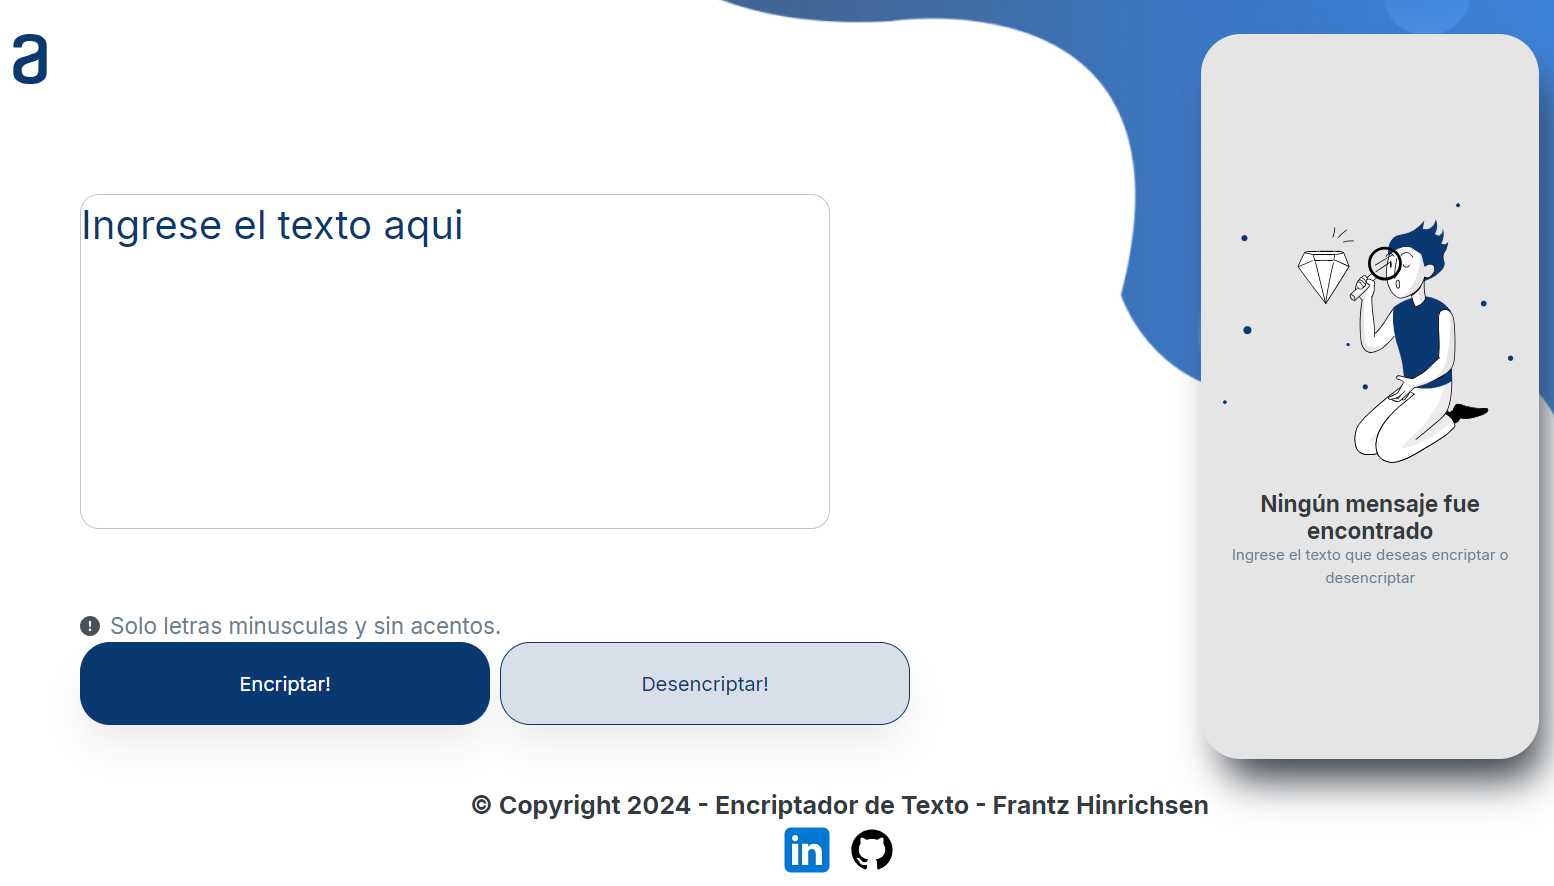 a
Ingrese el texto aqui
Solo letras minusculas y sin acentos.
Encriptar!
Desencriptar!
Ningún mensaje fue
encontrado
Ingrese el texto que deseas encriptar o
desencriptar
© Copyright 2024 - Encriptador de Texto - Frantz Hinrichsen
in